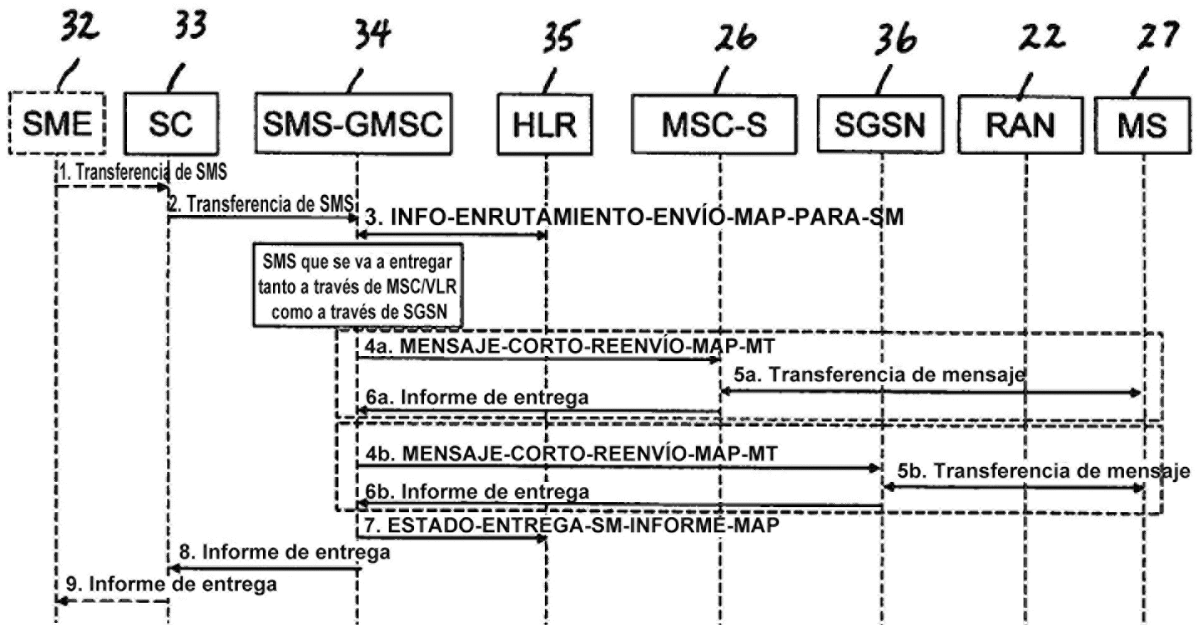 32 33 34 35 26 36 22 27
SME SC SMS-GMSC HLR MSC-S SGSN RAN MS
1. Transferencia de SMS
2. Transferencia de SMS
3. INFO-ENRUTAMIENTO-ENVÍO-MAP-PARA-SM
SMS que se va a entregar
tanto a través de MSC/VLR
como a través de SGSN
4a. MENSAJE-CORTO-REENVÍO-MAP-MT
5a. Transferencia de mensaje
6a. Informe de entrega
4b. MENSAJE-CORTO-REENVÍO-MAP-MT
5b. Transferencia de mensaje
6b. Informe de entrega
7. ESTADO-ENTREGA-SM-INFORME-MAP
8. Informe de entrega
9. Informe de entrega